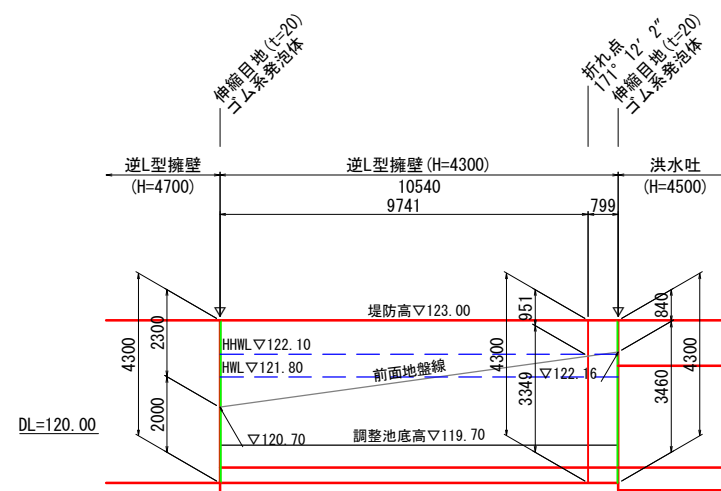 伸縮目地(t=20)
ゴム系発泡体
折れ点
171° 12′ 2″
伸縮目地(t=20)
ゴム系発泡体
逆L型擁壁
(H=4700)
逆L型擁壁(H=4300)
10540
洪水吐
(H=4500)
9741
799
4300
2300
2000
堤防高▽123.00
HHWL▽122.10
HWL▽121.80
前面地盤線
▽120.70
調整池底高▽119.70
4300
951
3349
▽122.16
840
3460
4300
DL=120.00